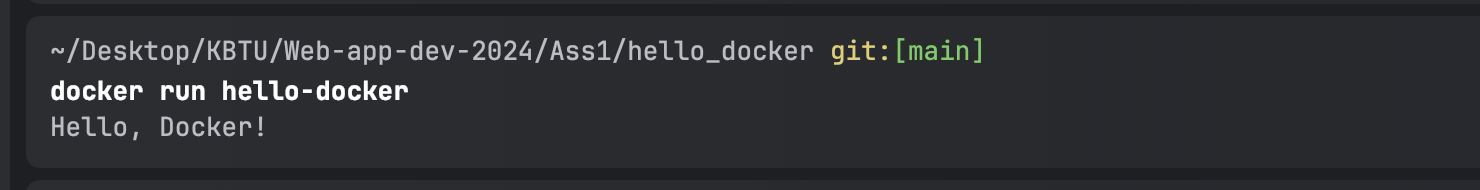 ~/Desktop/KBTU/Web-app-dev-2024/Ass1/hello_docker git:[main]
docker run hello-docker
Hello, Docker!